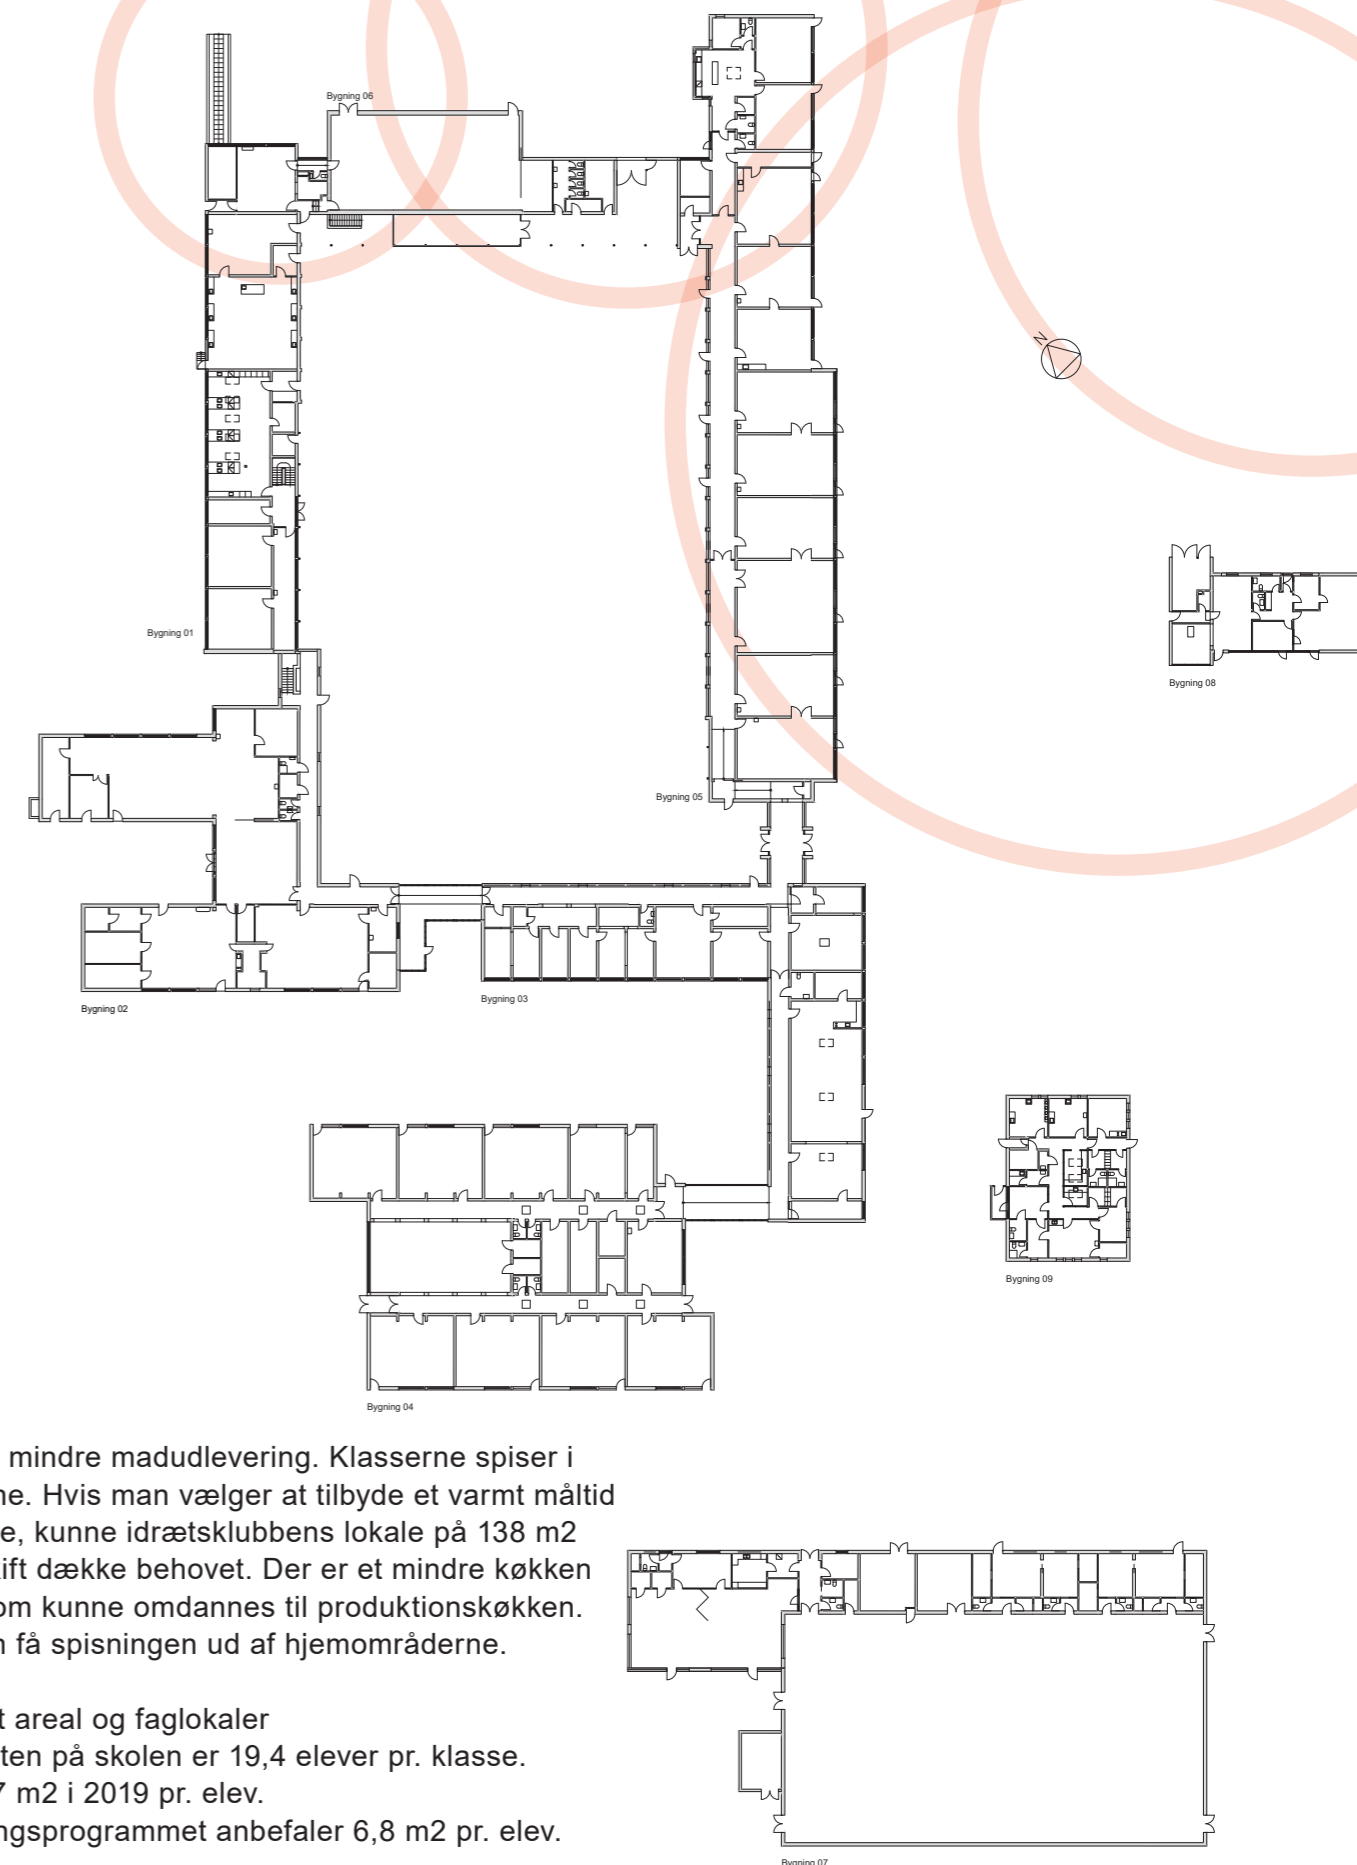 Bygning 06
N
Bygning 01
Bygning 08
Bygning 05
Bygning 02
Bygning 03
Bygning 09
Bygning 04
mindre madudlevering. Klasserne spiser i
ne. Hvis man vælger at tilbyde et varmt måltid
e, kunne idrætsklubbens lokale på 138 m2
ift dække behovet. Der er et mindre køkken
om kunne omdannes til produktionskøkken.
n få spisningen ud af hjemområderne.
t areal og faglokaler
ten på skolen er 19,4 elever pr. klasse.
7 m2 i 2019 pr. elev.
ngsprogrammet anbefaler 6,8 m2 pr. elev.
Bygning 07